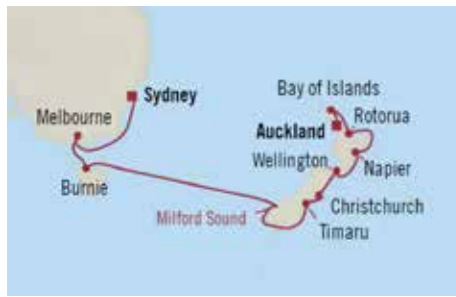 Sydney
Melbourne
Burnie
Bay of Islands
Auckland
Rotorua
Wellington
Napier
Milford Sound
Christchurch
Timaru